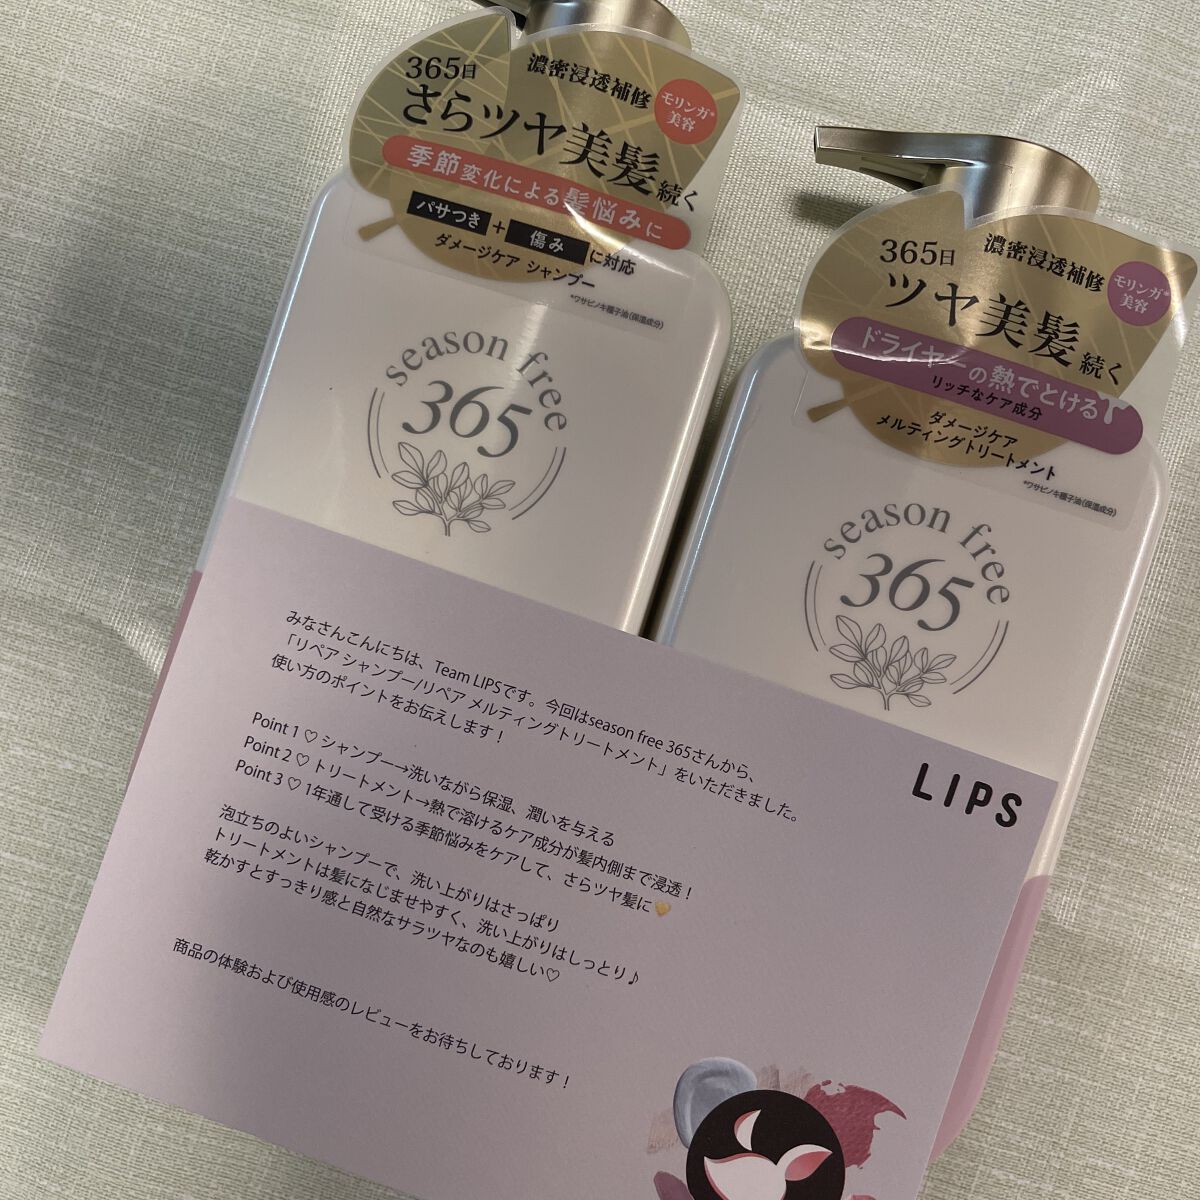 365日
さらツヤ美髪続く
濃密浸透補修
モリンガ*
美容
季節変化による髪悩みに
パサつき+傷みに対応
ダメージケア シャンプー
*ワサビノキ種子油(保湿成分)
season free
365
365日
ツヤ美髪続く
濃密浸透補修
モリンガ*
美容
ドライヤーの熱でとける
リッチなケア成分
ダメージケア
メルティングトリートメント
*ワサビノキ種子油(保湿成分)
season free
365
LIPS
みなさんこんにちは、Team LIPSです。今回はseason free 365さんから、
「リペア シャンプー/リペア メルティングトリートメント」をいただきました。
使い方のポイントをお伝えします!
Point 1 ♡ シャンプー→洗いながら保湿、潤いを与える
Point 2 ♡ トリートメント→熱で溶けるケア成分が髪内側まで浸透!
Point 3 ♡ 1年通して受ける季節悩みをケアして、さらツヤ髪に💛
泡立ちのよいシャンプーで、洗い上がりはさっぱり
トリートメントは髪になじませやすく、洗い上がりはしっとり♪
乾かすとすっきり感と自然なサラツヤなのも嬉しい♡
商品の体験および使用感のレビューをお待ちしております!